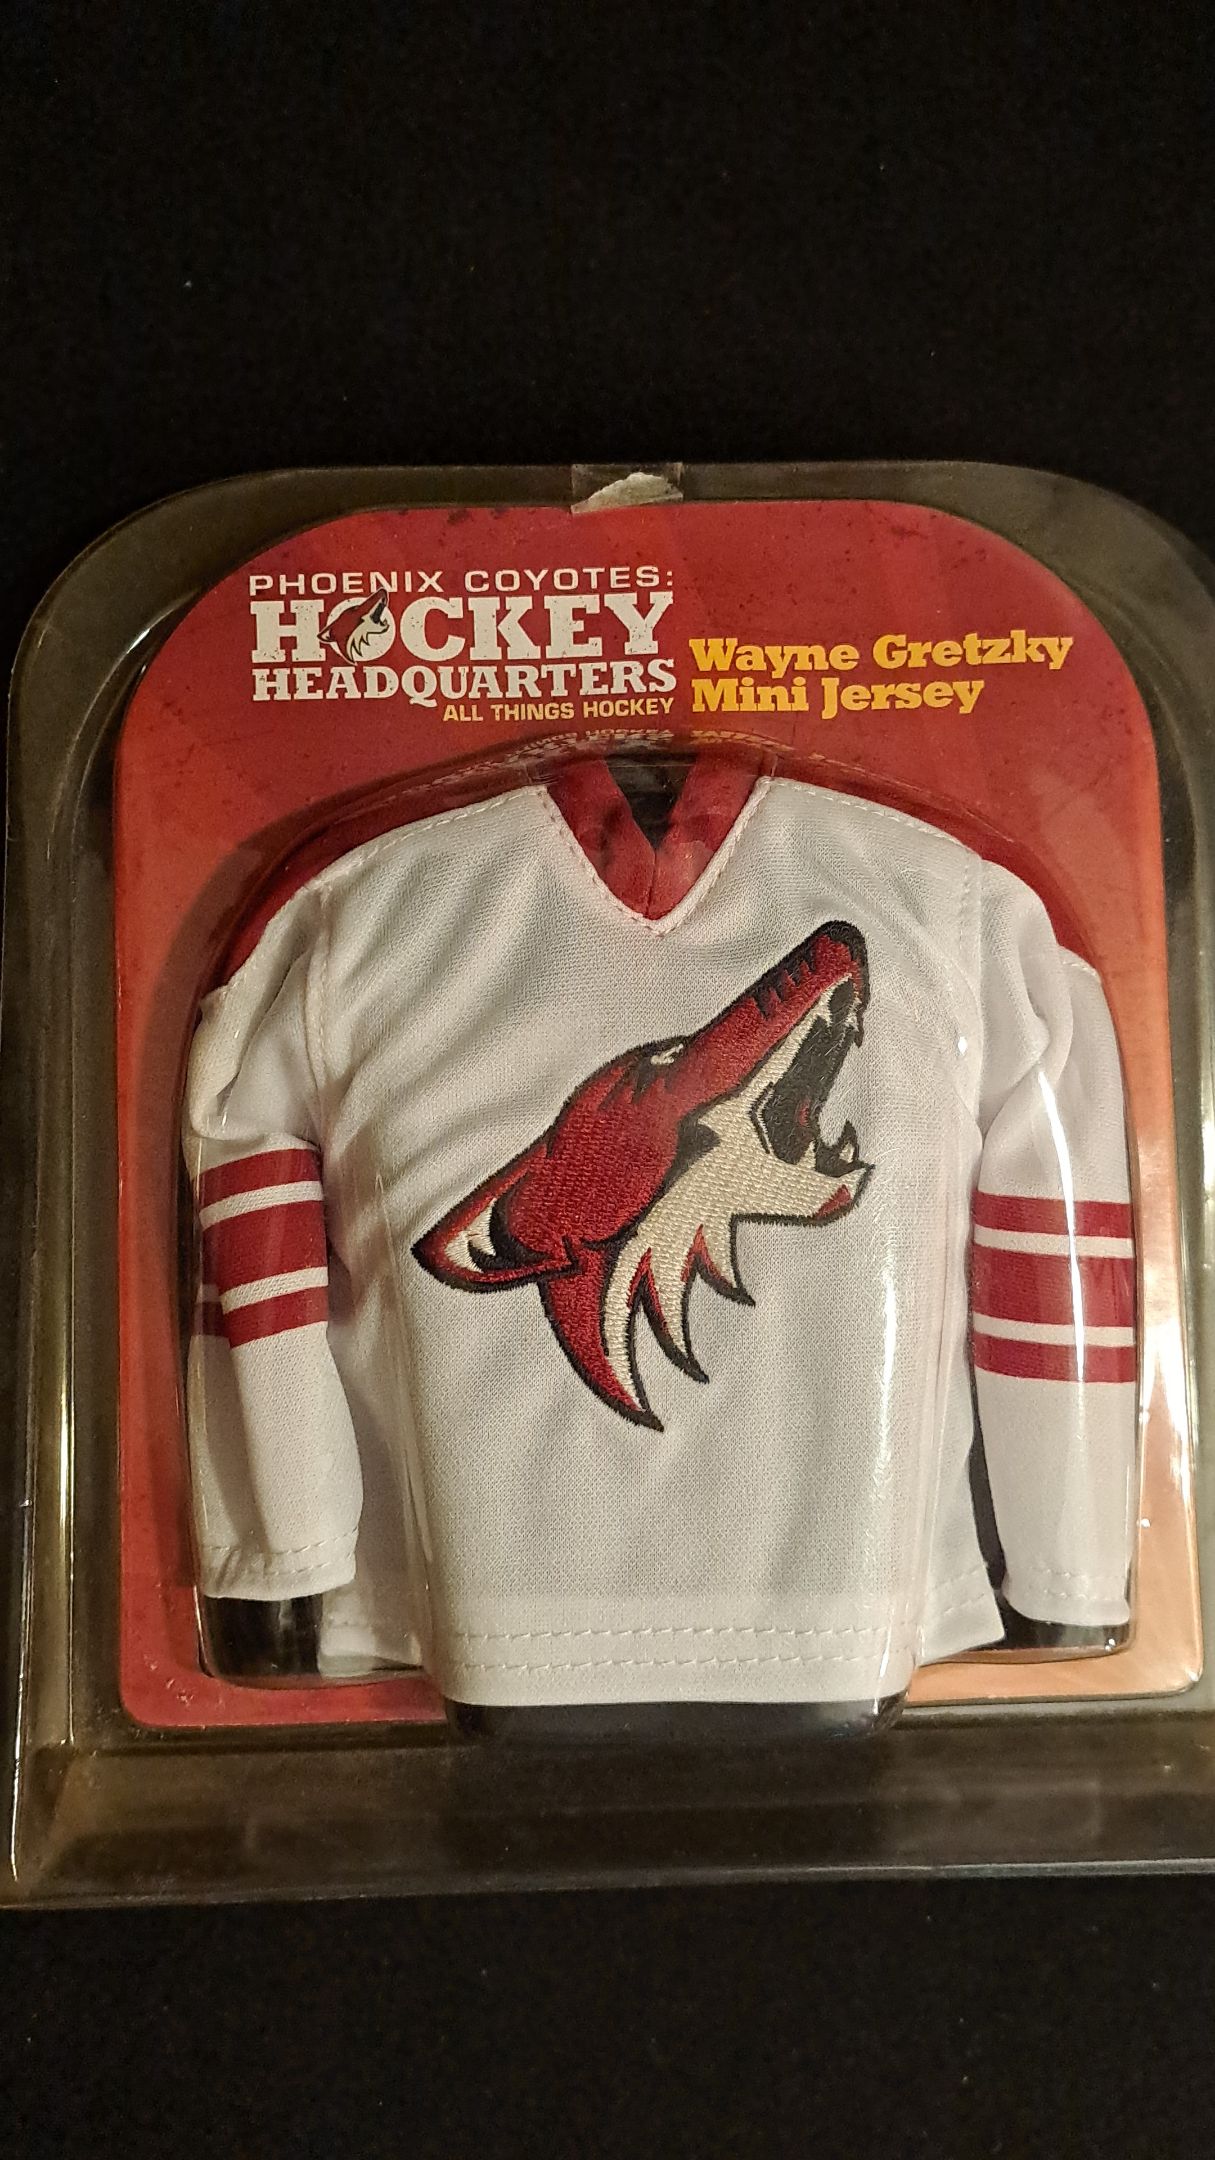 PHOENIX COYOTES:
HOCKEY
HEADQUARTERS
ALL THINGS HOCKEY
Wayne Gretzky
Mini Jersey